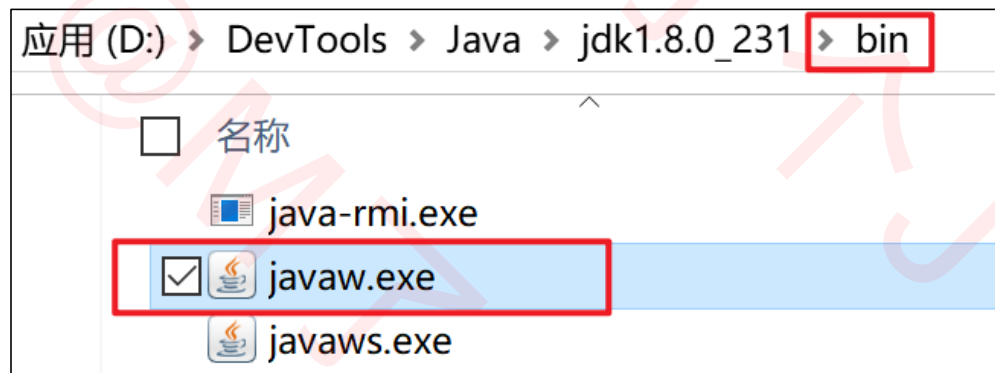 应用 (D:) > DevTools > Java > jdk1.8.0_231 > bin
名称
java-rmi.exe
javaw.exe
javaws.exe